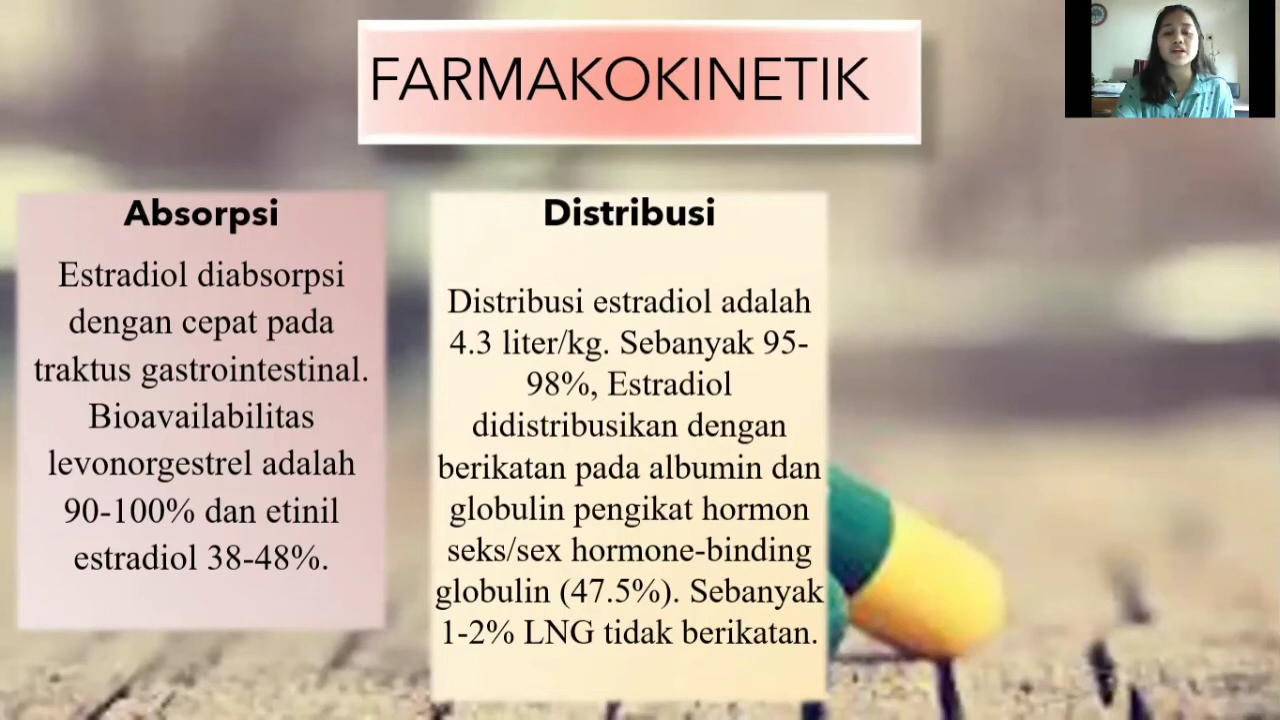 FARMAKOKINETIK
Absorpsi
Estradiol diabsorpsi
dengan cepat pada
traktus gastrointestinal.
Bioavailabilitas
levonorgestrel adalah
90-100% dan etinil
estradiol 38-48%.
Distribusi
Distribusi estradiol adalah
4.3 liter/kg. Sebanyak 95-
98%, Estradiol
didistribusikan dengan
berikatan pada albumin dan
globulin pengikat hormon
seks/sex hormone-binding
globulin (47.5%). Sebanyak
1-2% LNG tidak berikatan.